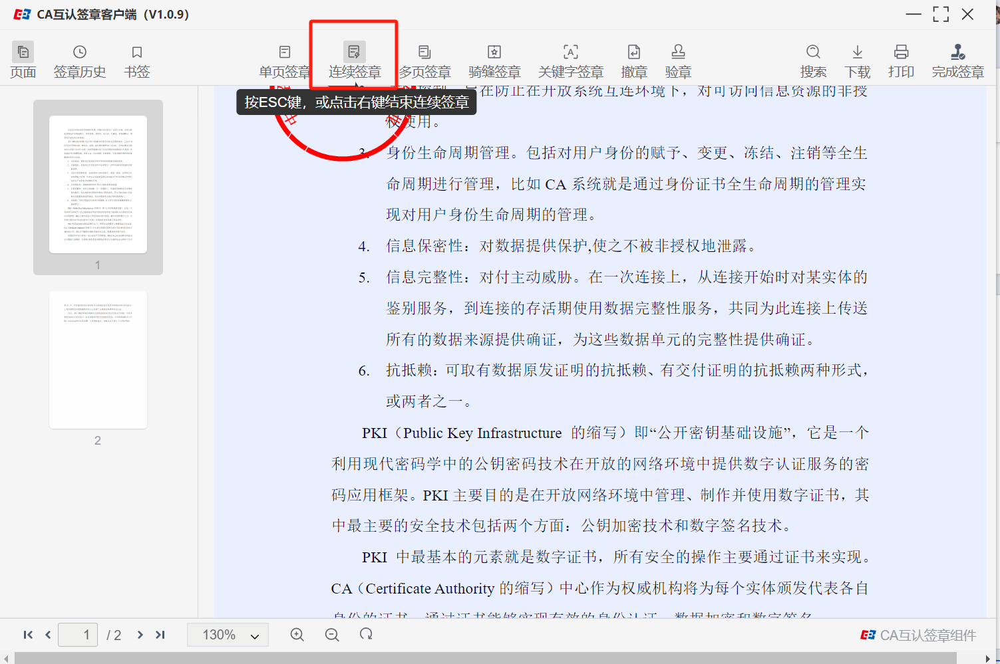 CA互认签章客户端（V1.0.9）
页面 签章历史 书签 单页签章 连续签章 多页签章 骑缝签章 关键字签章 撤章 验章 搜索 下载 打印 完成签章
按ESC键，或点击右键结束连续签章
在防止在开放系统互连环境下，对可访问信息资源的非授
权使用。
3. 身份生命周期管理。包括对用户身份的赋予、变更、冻结、注销等全生
命周期进行管理，比如 CA 系统就是通过身份证书全生命周期的管理实
现对用户身份生命周期的管理。
4. 信息保密性：对数据提供保护,使之不被非授权地泄露。
5. 信息完整性：对付主动威胁。在一次连接上，从连接开始时对某实体的
鉴别服务，到连接的存活期使用数据完整性服务，共同为此连接上传送
所有的数据来源提供确证，为这些数据单元的完整性提供确证。
6. 抗抵赖：可取有数据原发证明的抗抵赖、有交付证明的抗抵赖两种形式，
或两者之一。
PKI（Public Key Infrastructure 的缩写）即“公开密钥基础设施”，它是一个
利用现代密码学中的公钥密码技术在开放的网络环境中提供数字认证服务的密
码应用框架。PKI 主要目的是在开放网络环境中管理、制作并使用数字证书，其
中最主要的安全技术包括两个方面：公钥加密技术和数字签名技术。
PKI 中最基本的元素就是数字证书，所有安全的操作主要通过证书来实现。
CA（Certificate Authority 的缩写）中心作为权威机构将为每个实体颁发代表各自
身份的证书，通过证书能够实现有效的身份认证、数据加密和数字签名
1
2
1 / 2 130% CA互认签章组件